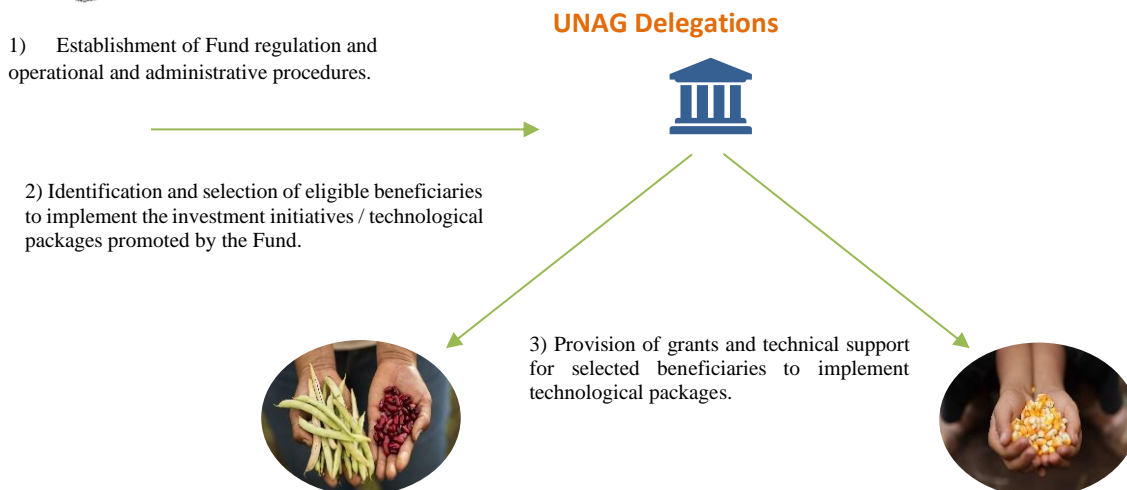 UNAG Delegations
1) Establishment of Fund regulation and
operational and administrative procedures.
2) Identification and selection of eligible beneficiaries
to implement the investment initiatives / technological
packages promoted by the Fund.
3) Provision of grants and technical support
for selected beneficiaries to implement
technological packages.